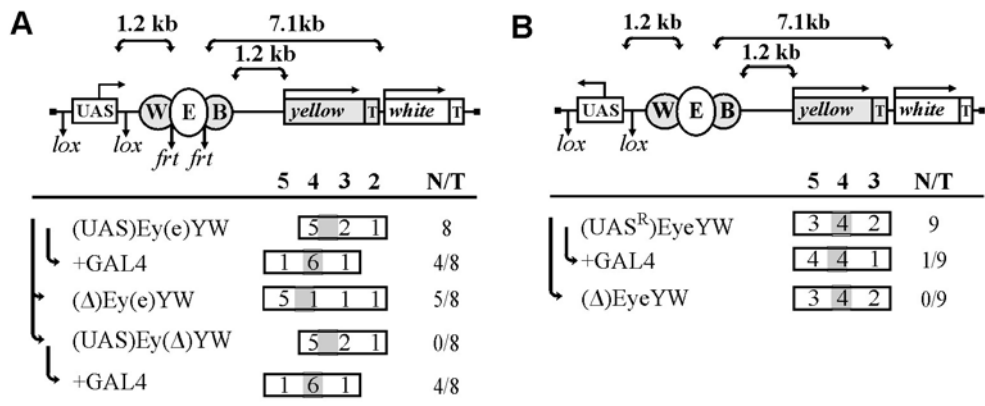 A
1.2 kb 7.1kb
1.2 kb
UAS W E B yellow T white T
lox lox frt frt
5 4 3 2 N/T
(UAS)Ey(e)YW 5 2 1 8
+GAL4 1 6 1 4/8
(Δ)Ey(e)YW 5 1 1 1 5/8
(UAS)Ey(Δ)YW 5 2 1 0/8
+GAL4 1 6 1 4/8
B
1.2 kb 7.1kb
1.2 kb
UAS W E B yellow T white T
lox lox
5 4 3 N/T
(UASᴿ)EyeYW 3 4 2 9
+GAL4 4 4 1 1/9
(Δ)EyeYW 3 4 2 0/9